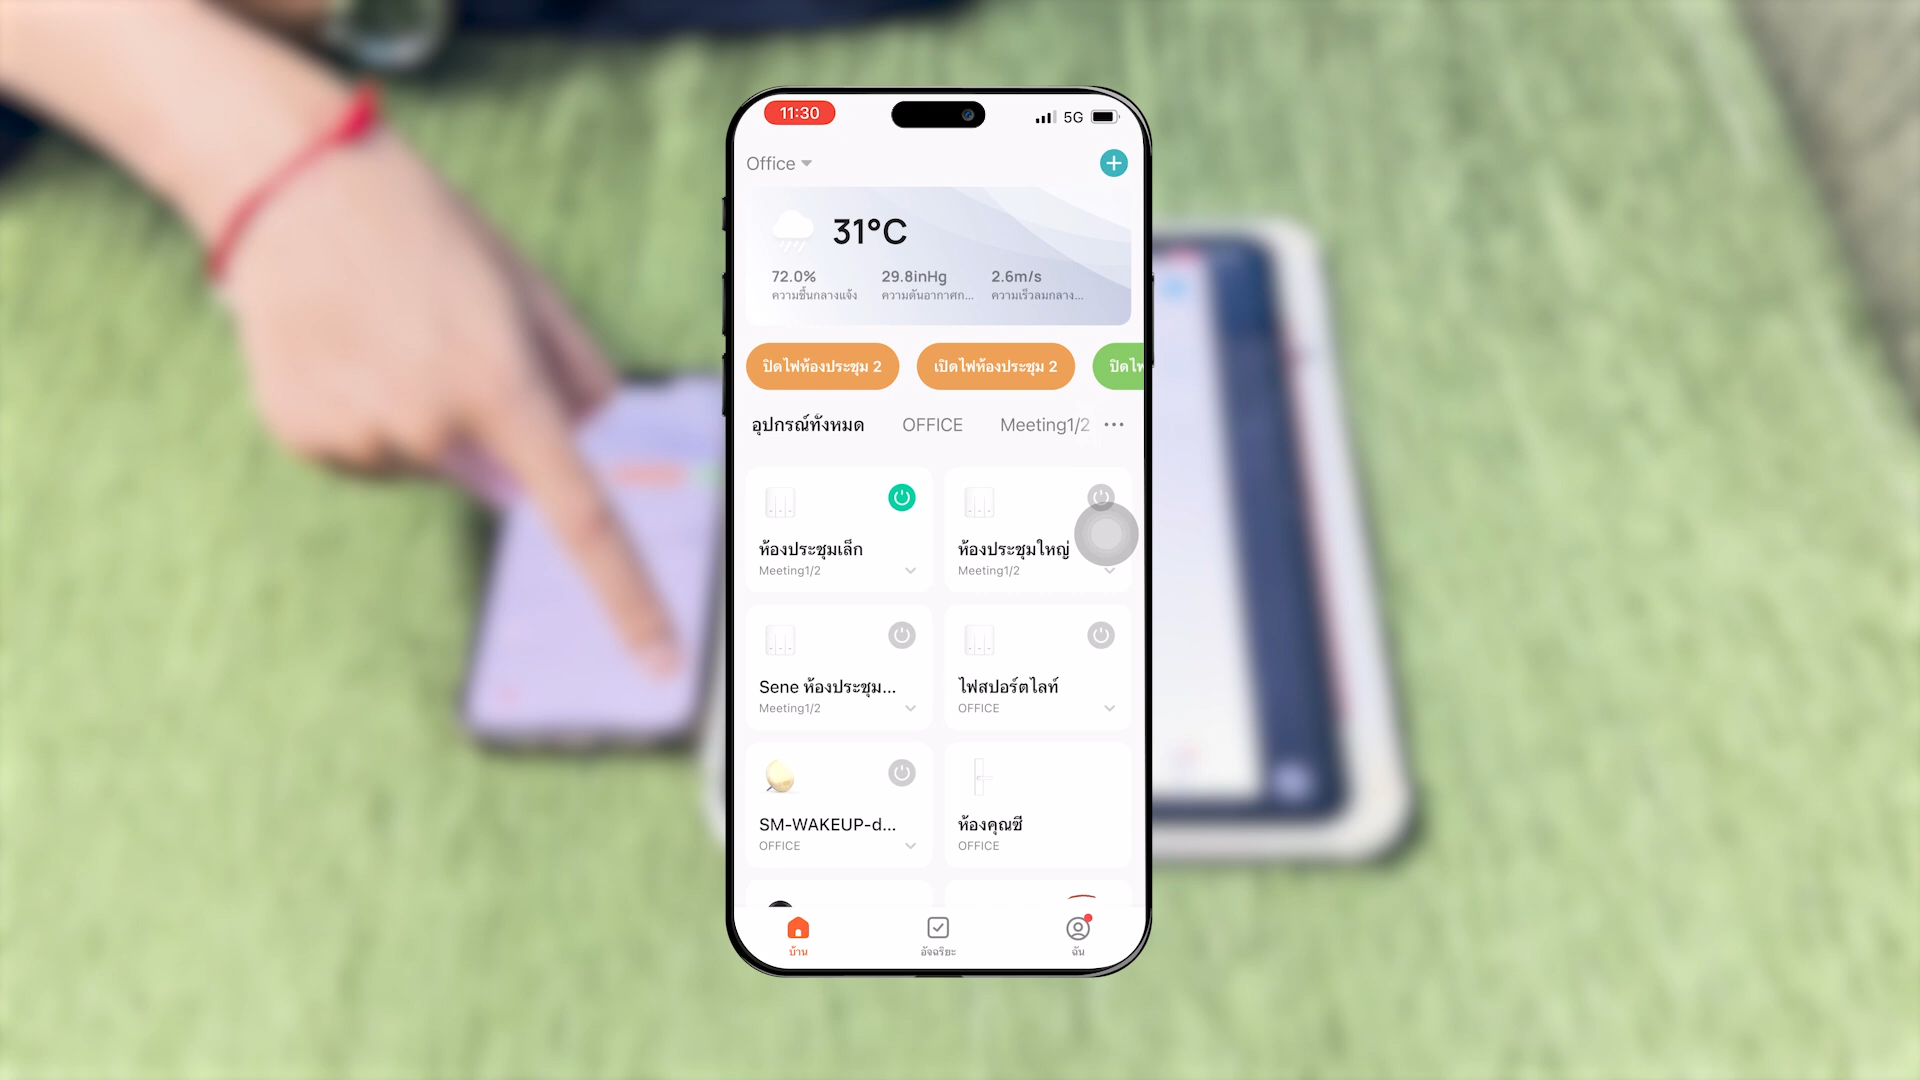 11:30
5G
Office
31°C
72.0%
29.8inHg
2.6m/s
ความชื้นกลางแจ้ง
ความดันอากาศก...
ความเร็วลมกลาง...
ปิดไฟห้องประชุม 2
เปิดไฟห้องประชุม 2
ปิดไฟ
อุปกรณ์ทั้งหมด
OFFICE
Meeting1/2
ห้องประชุมเล็ก
Meeting1/2
ห้องประชุมใหญ่
Meeting1/2
Sene ห้องประชุม...
Meeting1/2
ไฟสปอร์ตไลท์
OFFICE
SM-WAKEUP-d...
OFFICE
ห้องคุณซี
OFFICE
บ้าน
อัจฉริยะ
ฉัน